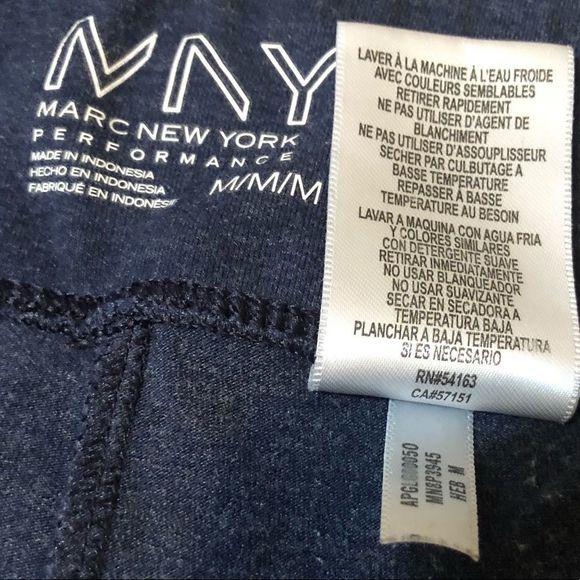 MNY
MARC NEW YORK
PERFORMANCE
MADE IN INDONESIA
HECHO EN INDONESIA
FABRIQUÉ EN INDONÉSIE
M/M/M
LAVER À LA MACHINE À L'EAU FROIDE
AVEC COULEURS SEMBLABLES
RETIRER RAPIDEMENT
NE PAS UTILISER D'AGENT DE
BLANCHIMENT
NE PAS UTILISER D'ASSOUPLISSEUR
SECHER PAR CULBUTAGE A
BASSE TEMPERATURE
REPASSER À BASSE
TEMPERATURE AU BESOIN
LAVAR A MAQUINA CON AGUA FRIA
Y COLORES SIMILARES
CON DETERGENTE SUAVE
RETIRAR INMEDIATAMENTE
NO USAR BLANQUEADOR
NO USAR SUAVIZANTE
SECAR EN SECADORA A
TEMPERATURA BAJA
PLANCHAR A BAJA TEMPERATURA
SI ES NECESARIO
RN#54163
CA#57151
MN8P3945
HEB M